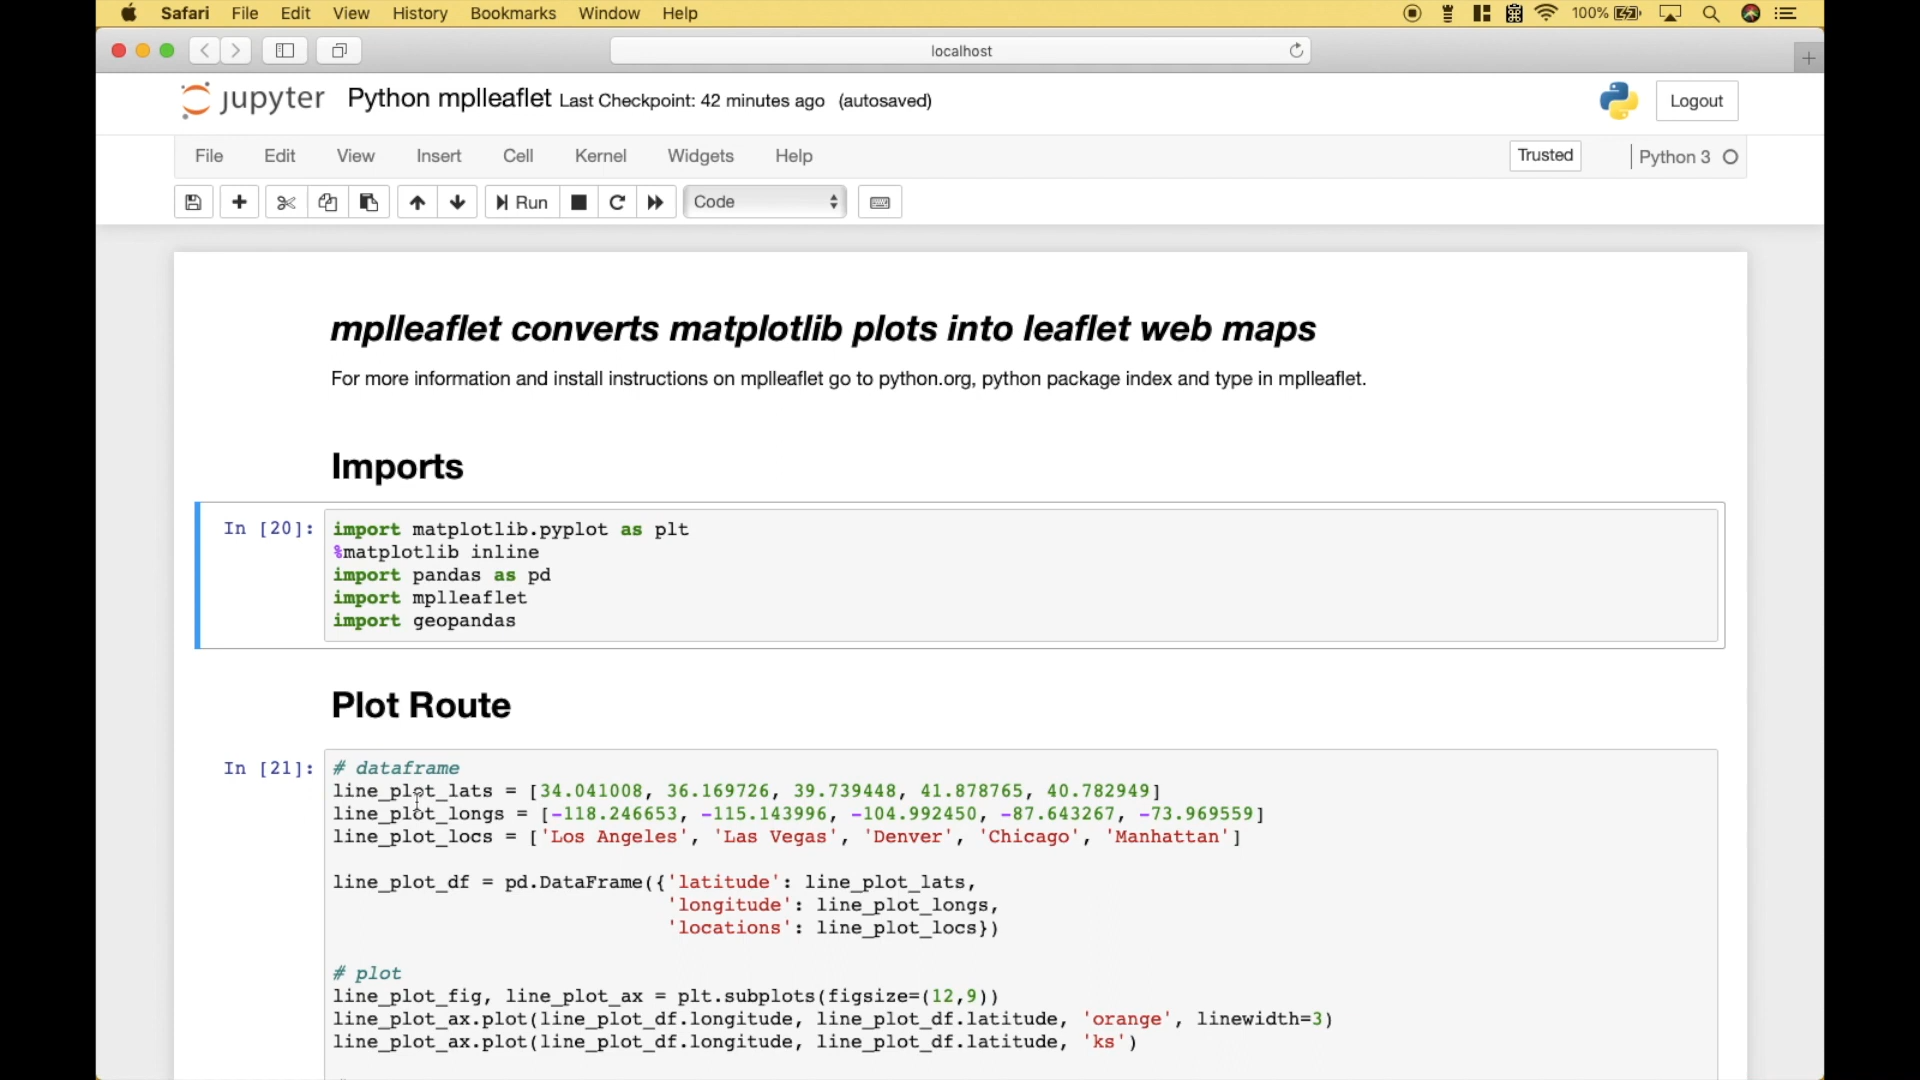 Safari File Edit View History Bookmarks Window Help 100%
localhost
jupyter Python mplleaflet Last Checkpoint: 42 minutes ago (autosaved) Logout
File Edit View Insert Cell Kernel Widgets Help Trusted Python 3
Run Code
mplleaflet converts matplotlib plots into leaflet web maps
For more information and install instructions on mplleaflet go to python.org, python package index and type in mplleaflet.
Imports
In [20]: import matplotlib.pyplot as plt
%matplotlib inline
import pandas as pd
import mplleaflet
import geopandas
Plot Route
In [21]: # dataframe
line_plot_lats = [34.041008, 36.169726, 39.739448, 41.878765, 40.782949]
line_plot_longs = [-118.246653, -115.143996, -104.992450, -87.643267, -73.969559]
line_plot_locs = ['Los Angeles', 'Las Vegas', 'Denver', 'Chicago', 'Manhattan']
line_plot_df = pd.DataFrame({'latitude': line_plot_lats,
'longitude': line_plot_longs,
'locations': line_plot_locs})
# plot
line_plot_fig, line_plot_ax = plt.subplots(figsize=(12,9))
line_plot_ax.plot(line_plot_df.longitude, line_plot_df.latitude, 'orange', linewidth=3)
line_plot_ax.plot(line_plot_df.longitude, line_plot_df.latitude, 'ks')